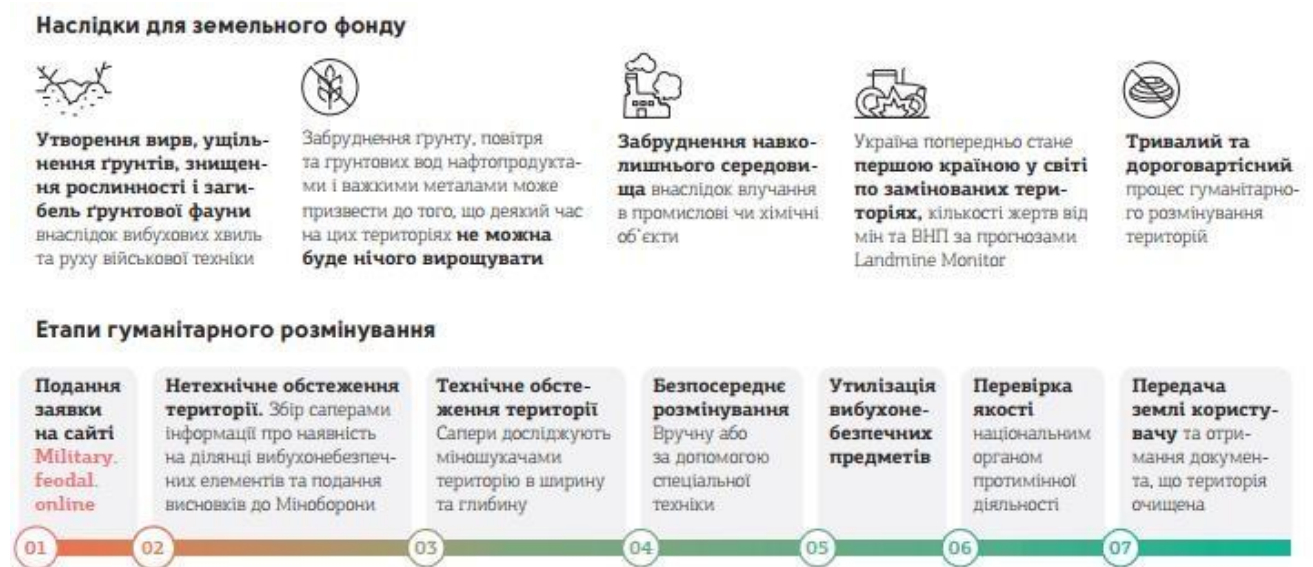 Наслідки для земельного фонду
Утворення вирв, ущіль-
нення ґрунтів, знищен-
ня рослинності і заги-
бель ґрунтової фауни
внаслідок вибухових хвиль
та руху військової техніки
Забруднення ґрунту, повітря
та ґрунтових вод нафтопродукта-
ми і важкими металами може
призвести до того, що деякий час
на цих територіях не можна
буде нічого вирощувати
Забруднення навко-
лишнього середови-
ща внаслідок влучання
в промислові чи хімічні
об`єкти
Україна попередньо стане
першою країною у світі
по замінованих тери-
торіях, кількості жертв від
мін та ВНП за прогнозами
Landmine Monitor
Тривалий та
дороговартісний
процес гуманітарно-
го розмінування
територій
Етапи гуманітарного розмінування
Подання
заявки
на сайті
Military.
feodal.
online
Нетехнічне обстеження
території. Збір саперами
інформації про наявність
на ділянці вибухонебезпеч-
них елементів та подання
висновків до Міноборони
Технічне обсте-
ження території
Сапери досліджують
міношукачами
територію в ширину
та глибину
Безпосереднє
розмінування
Вручну або
за допомогою
спеціальної
техніки
Утилізація
вибухоне-
безпечних
предметів
Перевірка
якості
національним
органом
протимінної
діяльності
Передача
землі користу-
вачу та отри-
мання докумен-
та, що територія
очищена
01 02 03 04 05 06 07